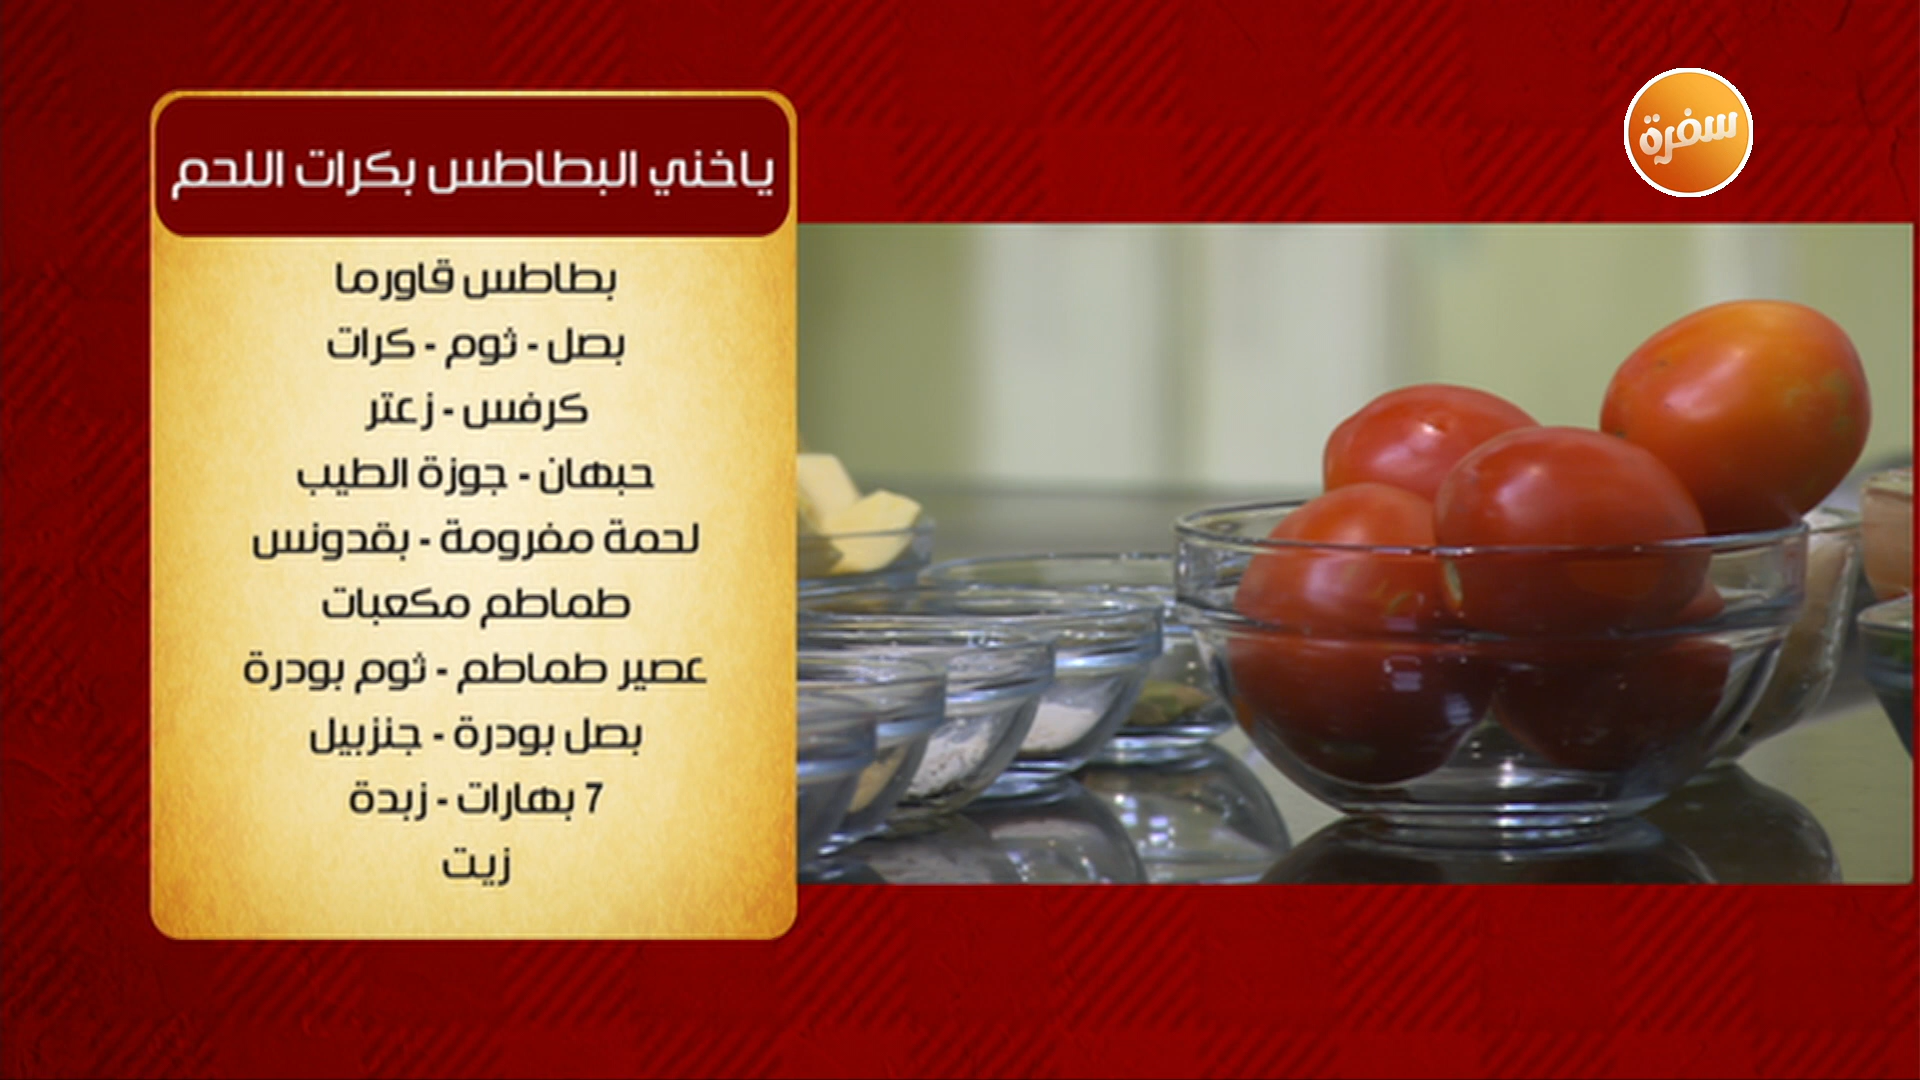 سفرة
ياخني البطاطس بكرات اللحم
بطاطس قاورما
بصل - ثوم - كرات
كرفس - زعتر
حبهان - جوزة الطيب
لحمة مفرومة - بقدونس
طماطم مكعبات
عصير طماطم - ثوم بودرة
بصل بودرة - جنزبيل
7 بهارات - زبدة
زيت